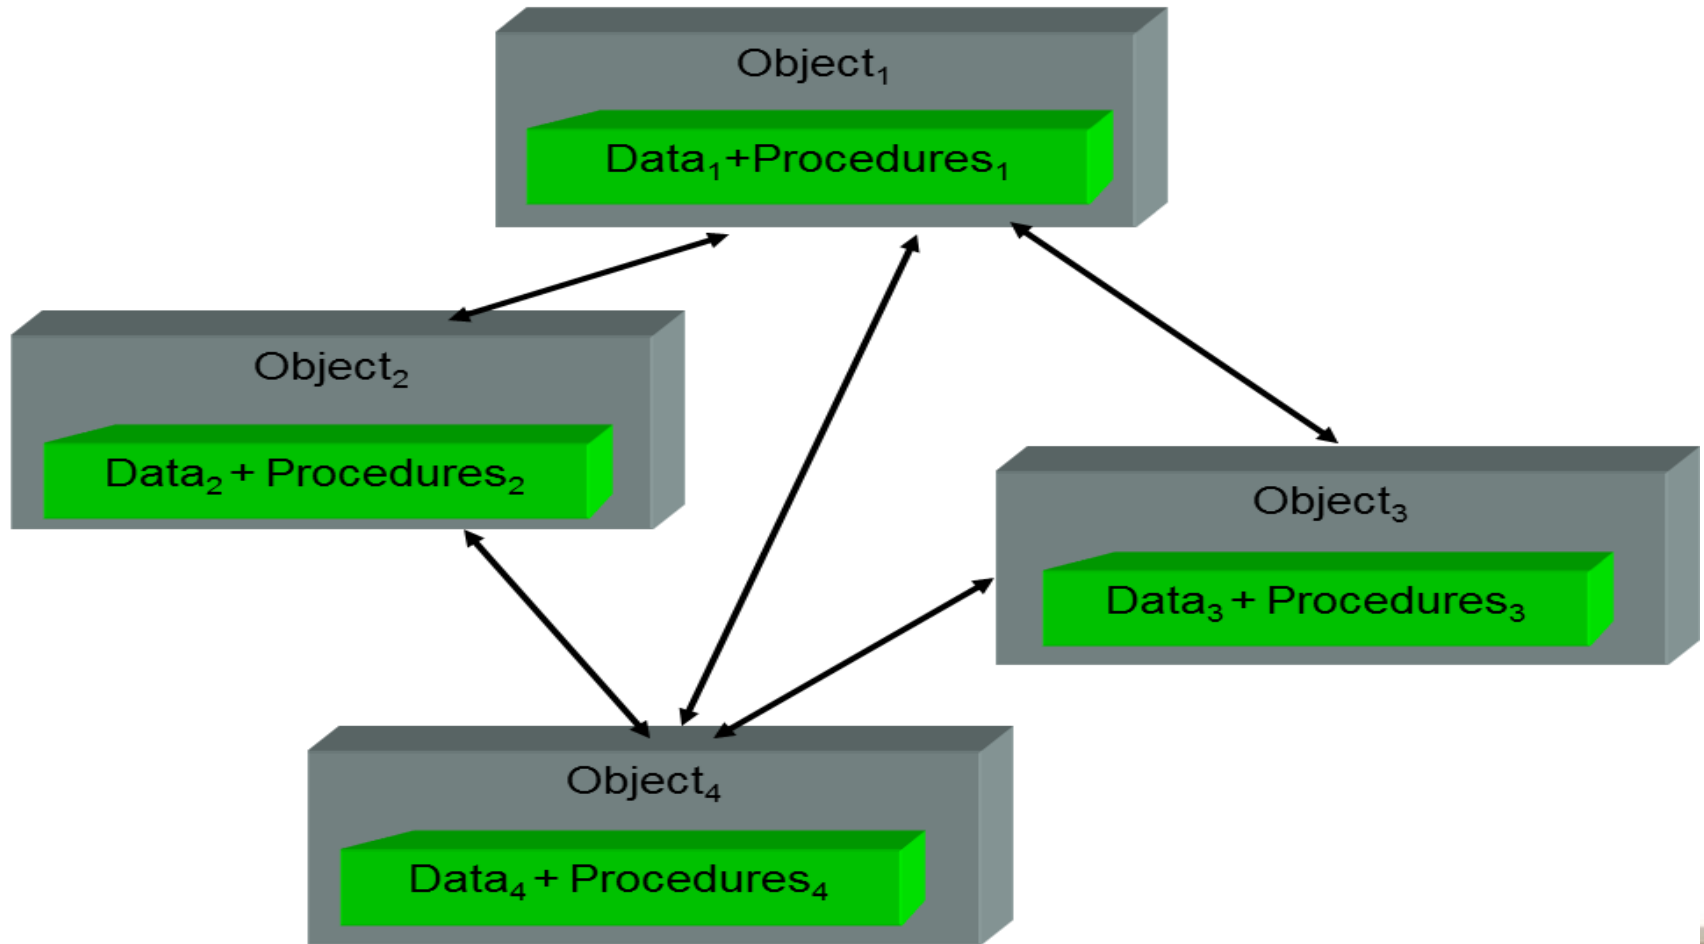 Object₁
Data₁+Procedures₁
Object₂
Data₂ + Procedures₂
Object₃
Data₃ + Procedures₃
Object₄
Data₄ + Procedures₄